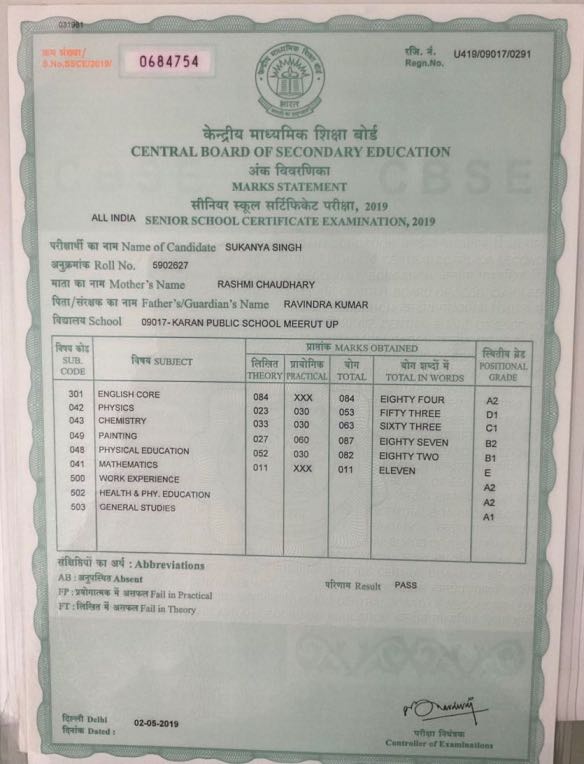 031981
क्रम संख्या/
S.No.SSCE/2019/ 0684754
रजि. नं. U419/09017/0291
Regn.No.
भारत
केन्द्रीय माध्यमिक शिक्षा बोर्ड
CENTRAL BOARD OF SECONDARY EDUCATION
अंक विवरणिका
CBSE
MARKS STATEMENT
सीनियर स्कूल सर्टिफिकेट परीक्षा, 2019
ALL INDIA SENIOR SCHOOL CERTIFICATE EXAMINATION, 2019
परीक्षार्थी का नाम Name of Candidate SUKANYA SINGH
अनुक्रमांक Roll No. 5902627
माता का नाम Mother's Name RASHMI CHAUDHARY
पिता/संरक्षक का नाम Father's/Guardian's Name RAVINDRA KUMAR
विद्यालय School 09017-KARAN PUBLIC SCHOOL MEERUT UP
विषय कोड SUB. CODE विषय SUBJECT प्राप्तांक MARKS OBTAINED स्थितीय ग्रेड POSITIONAL GRADE
लिखित THEORY प्रायोगिक PRACTICAL योग TOTAL योग शब्दों में TOTAL IN WORDS
301 ENGLISH CORE 084 XXX 084 EIGHTY FOUR A2
042 PHYSICS 023 030 053 FIFTY THREE D1
043 CHEMISTRY 033 030 063 SIXTY THREE C1
049 PAINTING 027 060 087 EIGHTY SEVEN B2
048 PHYSICAL EDUCATION 052 030 082 EIGHTY TWO B1
041 MATHEMATICS 011 XXX 011 ELEVEN E
500 WORK EXPERIENCE A2
502 HEALTH & PHY. EDUCATION A2
503 GENERAL STUDIES A1
संक्षिप्तियों का अर्थ : Abbreviations
AB : अनुपस्थित Absent
परिणाम Result PASS
FP : प्रयोगात्मक में असफल Fail in Practical
FT : लिखित में असफल Fail in Theory
दिल्ली Delhi
दिनांक Dated : 02-05-2019
परीक्षा नियंत्रक
Controller of Examinations